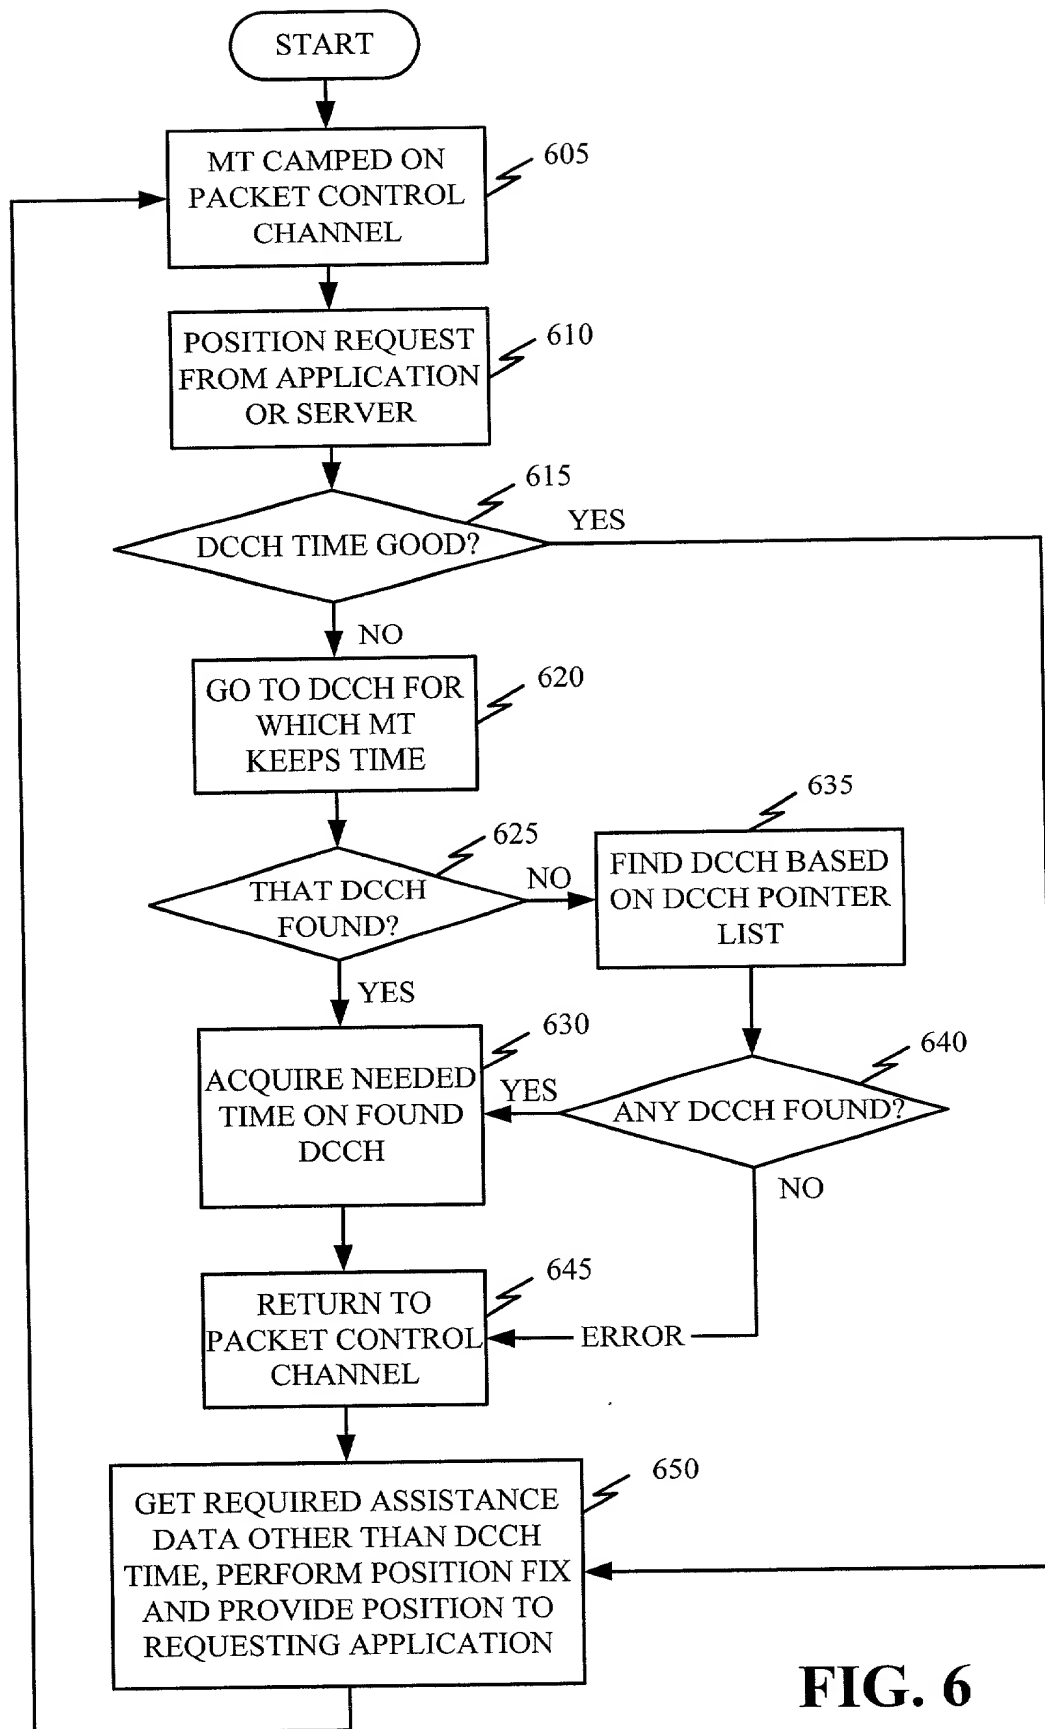 START
MT CAMPED ON
PACKET CONTROL
CHANNEL
605
POSITION REQUEST
FROM APPLICATION
OR SERVER
610
DCCH TIME GOOD?
615
YES
NO
GO TO DCCH FOR
WHICH MT
KEEPS TIME
620
THAT DCCH
FOUND?
625
NO
FIND DCCH BASED
ON DCCH POINTER
LIST
635
YES
ACQUIRE NEEDED
TIME ON FOUND
DCCH
630
YES
ANY DCCH FOUND?
640
NO
RETURN TO
PACKET CONTROL
CHANNEL
645
ERROR
GET REQUIRED ASSISTANCE
DATA OTHER THAN DCCH
TIME, PERFORM POSITION FIX
AND PROVIDE POSITION TO
REQUESTING APPLICATION
650
FIG. 6